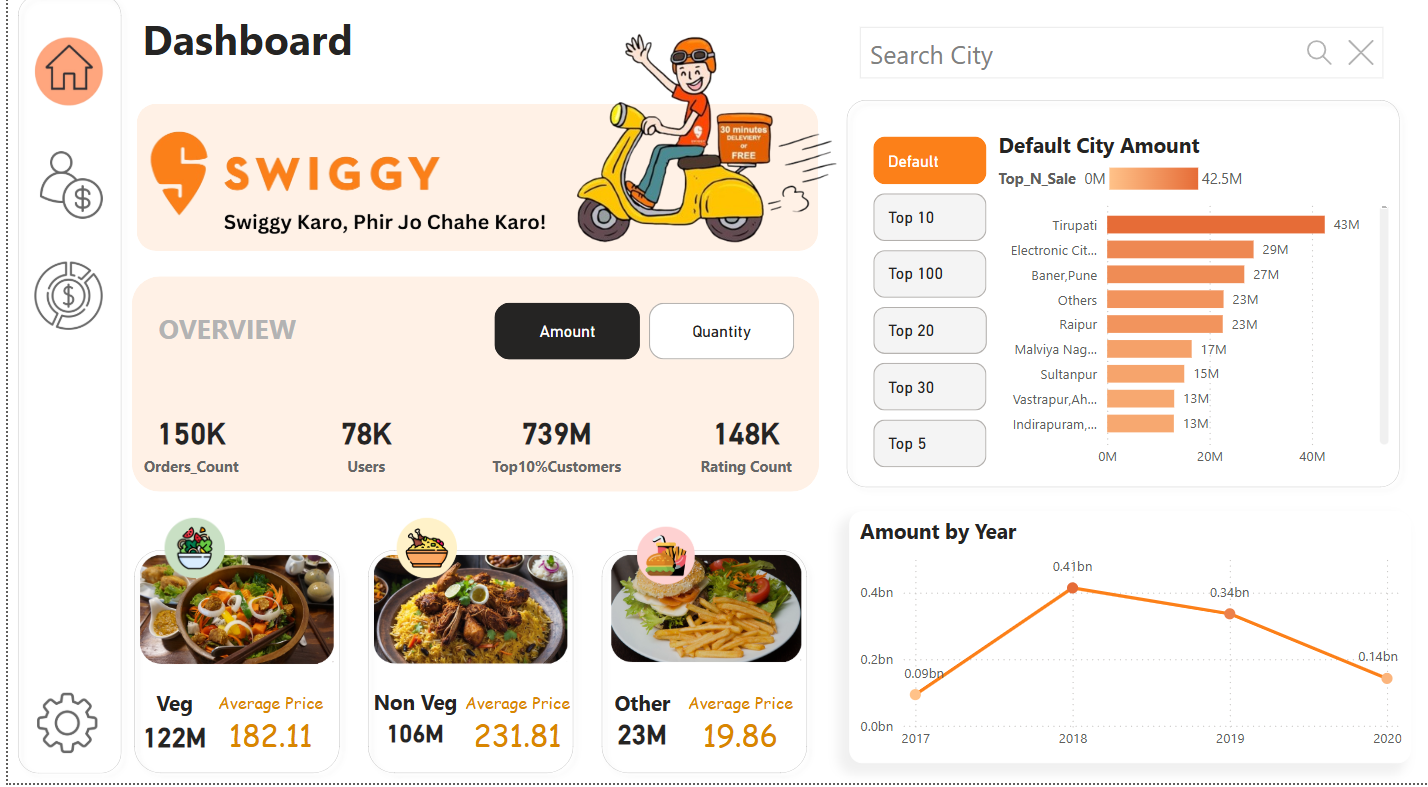 Dashboard
Search City
SWIGGY
Swiggy Karo, Phir Jo Chahe Karo!
30 minutes
DELEVIERY
or
FREE
OVERVIEW
Amount
Quantity
150K
Orders_Count
78K
Users
739M
Top10%Customers
148K
Rating Count
Default
Top 10
Top 100
Top 20
Top 30
Top 5
Default City Amount
Top_N_Sale 0M 42.5M
Tirupati 43M
Electronic Cit... 29M
Baner,Pune 27M
Others 23M
Raipur 23M
Malviya Nag... 17M
Sultanpur 15M
Vastrapur,Ah... 13M
Indirapuram,... 13M
0M 20M 40M
Veg
122M
Average Price
182.11
Non Veg
106M
Average Price
231.81
Other
23M
Average Price
19.86
Amount by Year
0.4bn
0.2bn
0.0bn
0.09bn
0.41bn
0.34bn
0.14bn
2017 2018 2019 2020